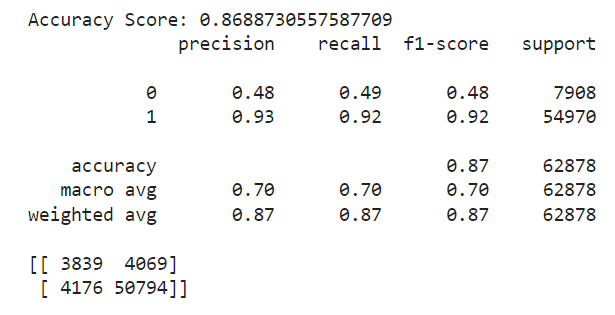 Accuracy Score: 0.8688730557587709
precision recall f1-score support
0 0.48 0.49 0.48 7908
1 0.93 0.92 0.92 54970
accuracy 0.87 62878
macro avg 0.70 0.70 0.70 62878
weighted avg 0.87 0.87 0.87 62878
[[ 3839 4069]
[ 4176 50794]]